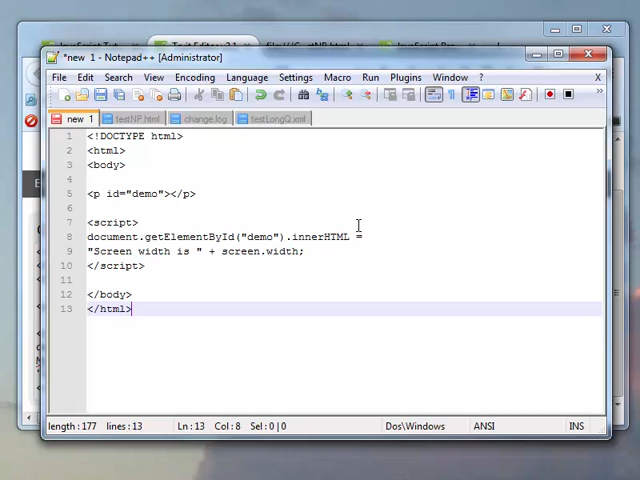 *new 1 - Notepad++ [Administrator]
File Edit Search View Encoding Language Settings Macro Run Plugins Window ? X
new 1 testNP.html change.log testLongQ.xml
1 <!DOCTYPE html>
2 <html>
3 <body>
4
5 <p id="demo"></p>
6
7 <script>
8 document.getElementById("demo").innerHTML =
9 "Screen width is " + screen.width;
10 </script>
11
12 </body>
13 </html>
length : 177 lines : 13 Ln : 13 Col : 8 Sel : 0 | 0 Dos\Windows ANSI INS